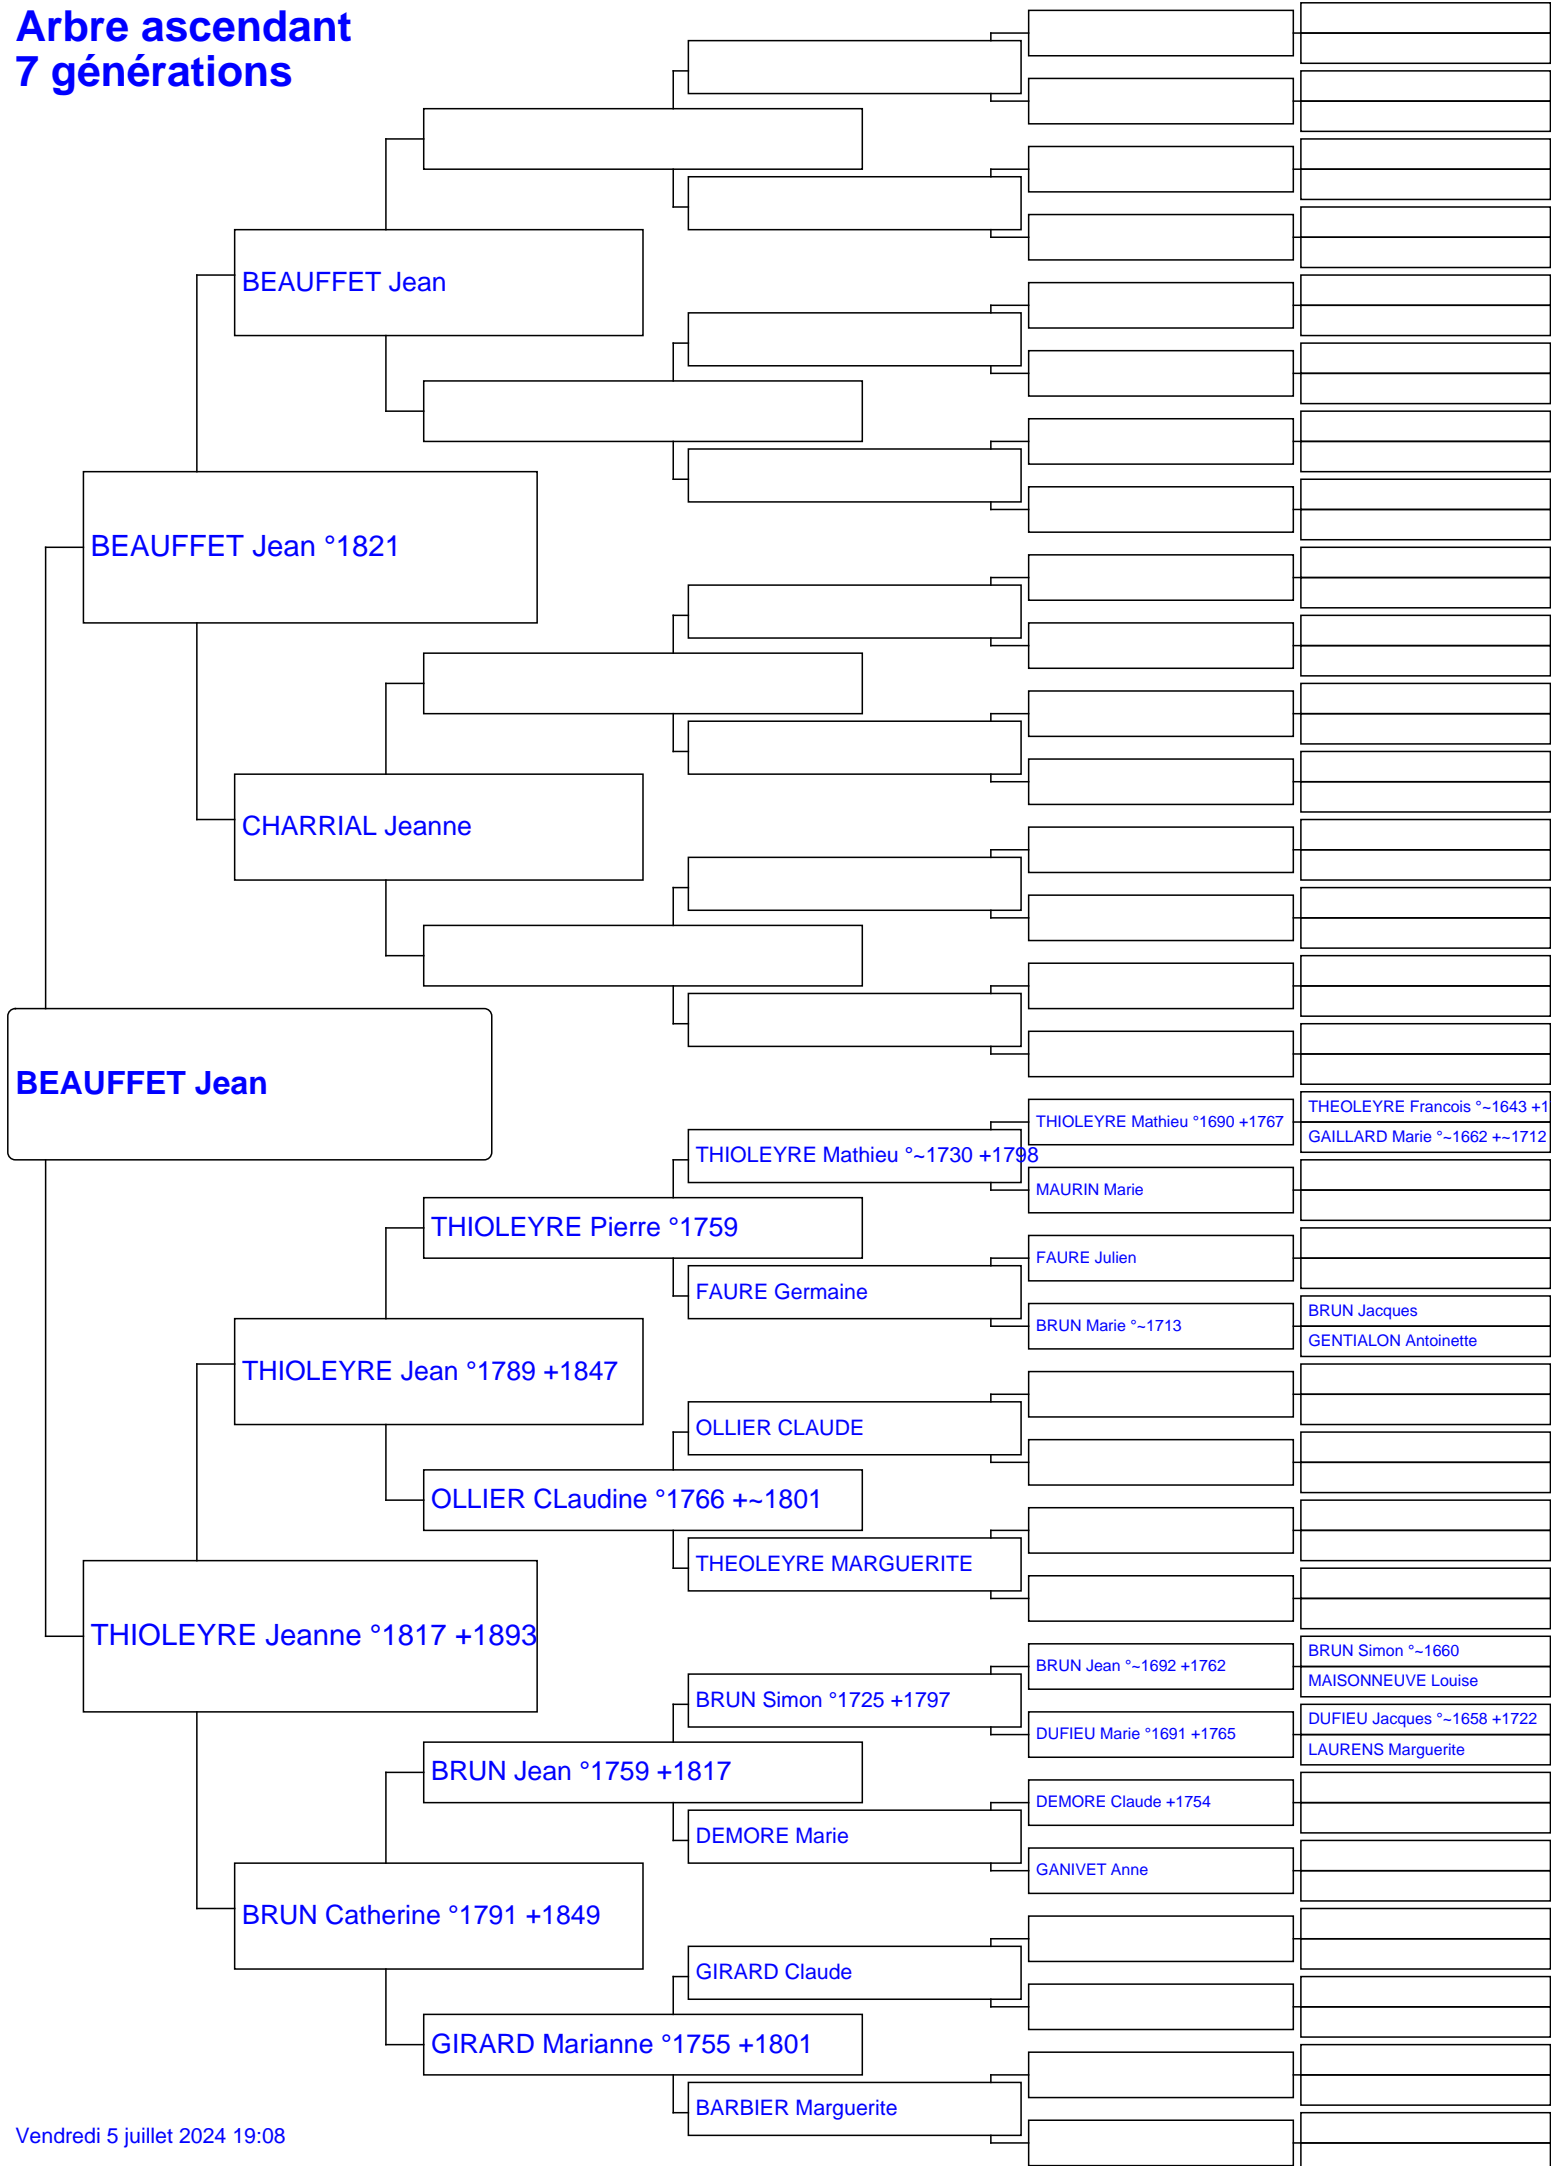 Arbre ascendant
7 générations
BEAUFFET Jean
BEAUFFET Jean °1821
CHARRIAL Jeanne
BEAUFFET Jean
THIOLEYRE Mathieu °1690 +1767
THEOLEYRE Francois °~1643 +1
GAILLARD Marie °~1662 +~1712
THIOLEYRE Mathieu °~1730 +1798
MAURIN Marie
THIOLEYRE Pierre °1759
FAURE Julien
FAURE Germaine
BRUN Marie °~1713
BRUN Jacques
GENTIALON Antoinette
THIOLEYRE Jean °1789 +1847
OLLIER CLAUDE
OLLIER CLaudine °1766 +~1801
THEOLEYRE MARGUERITE
THIOLEYRE Jeanne °1817 +1893
BRUN Jean °~1692 +1762
BRUN Simon °~1660
MAISONNEUVE Louise
BRUN Simon °1725 +1797
DUFIEU Marie °1691 +1765
DUFIEU Jacques °~1658 +1722
LAURENS Marguerite
BRUN Jean °1759 +1817
DEMORE Claude +1754
DEMORE Marie
GANIVET Anne
BRUN Catherine °1791 +1849
GIRARD Claude
GIRARD Marianne °1755 +1801
BARBIER Marguerite
Vendredi 5 juillet 2024 19:08